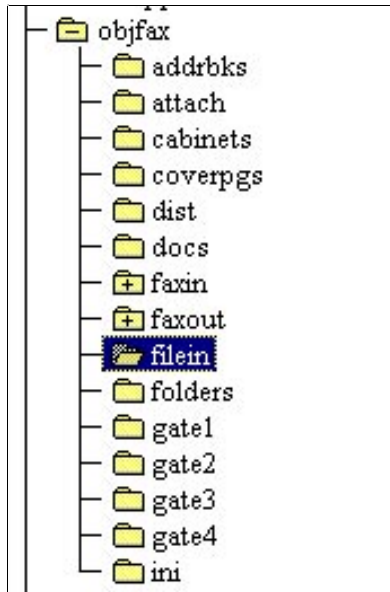 objfax
addrbks
attach
cabinets
coverpgs
dist
docs
faxin
faxout
filein
folders
gate1
gate2
gate3
gate4
ini